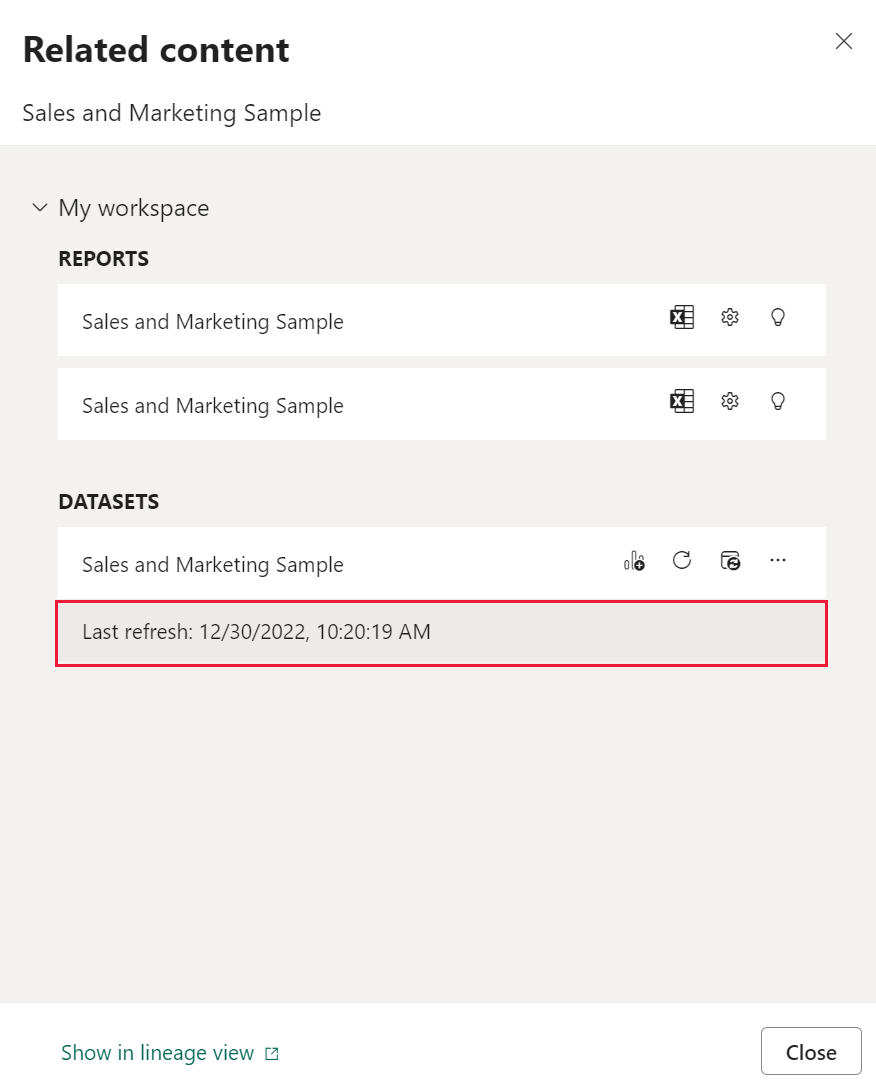 Related content
Sales and Marketing Sample
My workspace
REPORTS
Sales and Marketing Sample
Sales and Marketing Sample
DATASETS
Sales and Marketing Sample
Last refresh: 12/30/2022, 10:20:19 AM
Show in lineage view
Close